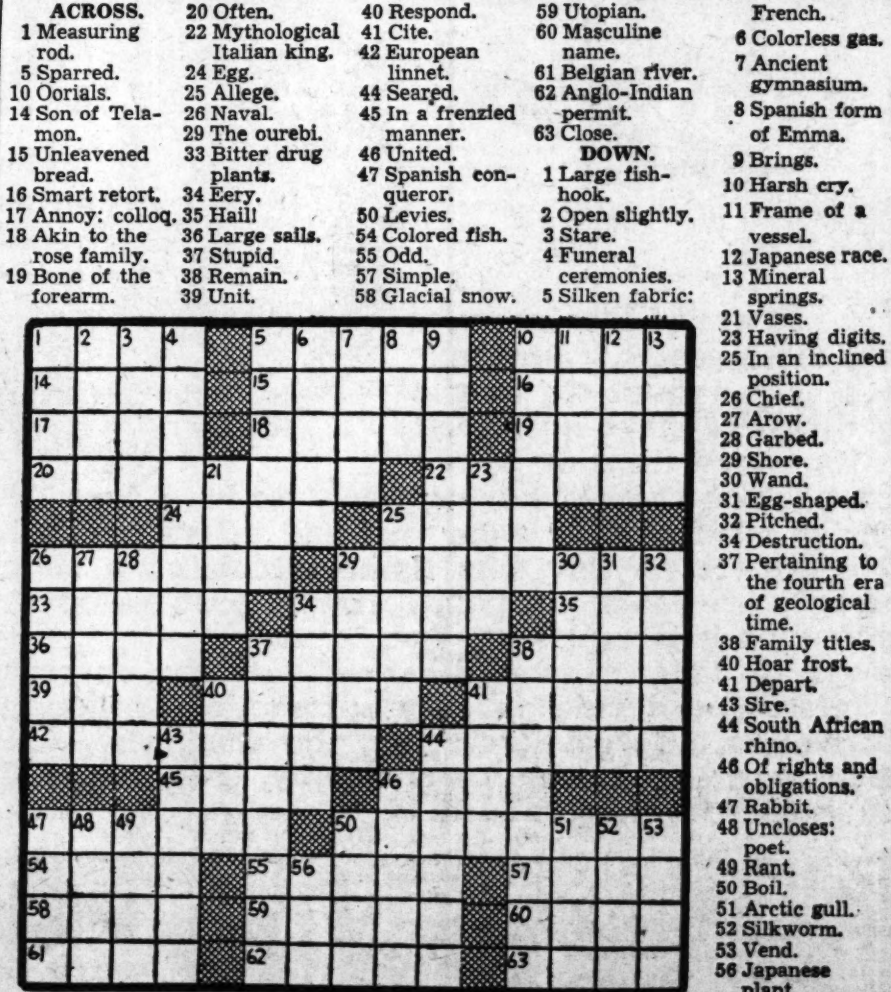 ACROSS.
1 Measuring
rod.
5 Sparred.
10 Oorials.
14 Son of Tela-
mon.
15 Unleavened
bread.
16 Smart retort.
17 Annoy: colloq.
18 Akin to the
rose family.
19 Bone of the
forearm.
20 Often.
22 Mythological
Italian king.
24 Egg.
25 Allege.
26 Naval.
29 The ourebi.
33 Bitter drug
plants.
34 Eery.
35 Hail!
36 Large sails.
37 Stupid.
38 Remain.
39 Unit.
40 Respond.
41 Cite.
42 European
linnet.
44 Seared.
45 In a frenzied
manner.
46 United.
47 Spanish con-
queror.
50 Levies.
54 Colored fish.
55 Odd.
57 Simple.
58 Glacial snow.
59 Utopian.
60 Masculine
name.
61 Belgian river.
62 Anglo-Indian
permit.
63 Close.
DOWN.
1 Large fish-
hook.
2 Open slightly.
3 Stare.
4 Funeral
ceremonies.
5 Silken fabric:
French.
6 Colorless gas.
7 Ancient
gymnasium.
8 Spanish form
of Emma.
9 Brings.
10 Harsh cry.
11 Frame of a
vessel.
12 Japanese race.
13 Mineral
springs.
21 Vases.
23 Having digits.
25 In an inclined
position.
26 Chief.
27 Arow.
28 Garbed.
29 Shore.
30 Wand.
31 Egg-shaped.
32 Pitched.
34 Destruction.
37 Pertaining to
the fourth era
of geological
time.
38 Family titles.
40 Hoar frost.
41 Depart.
43 Sire.
44 South African
rhino.
46 Of rights and
obligations.
47 Rabbit.
48 Uncloses:
poet.
49 Rant.
50 Boil.
51 Arctic gull.
52 Silkworm.
53 Vend.
56 Japanese
plant
1 2 3 4 5 6 7 8 9 10 11 12 13
14 15 16
17 18 19
20 21 22 23
24 25
26 27 28 29 30 31 32
33 34 35
36 37 38
39 40 41
42 43 44
45 46
47 48 49 50 51 52 53
54 55 56 57
58 59 60
61 62 63